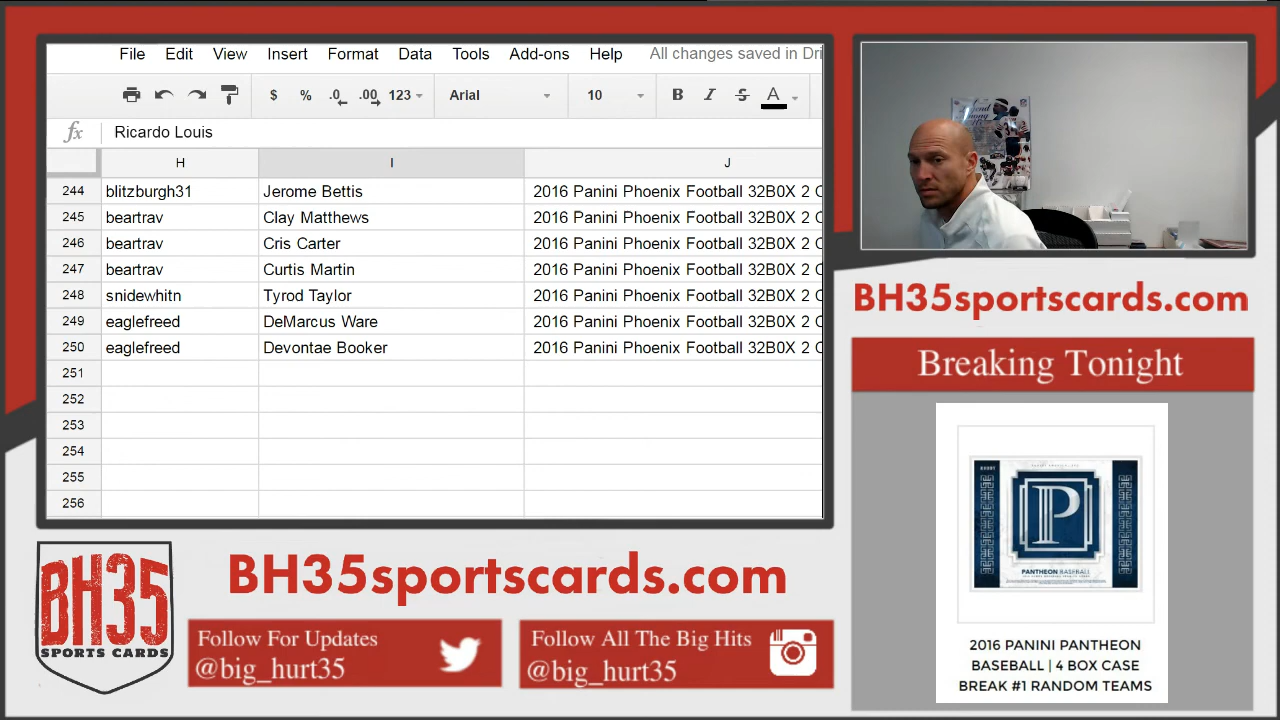 File Edit View Insert Format Data Tools Add-ons Help All changes saved in Dri
$ % .0 .00 123 Arial 10 B I S A
fx Ricardo Louis
H I J
244 blitzburgh31 Jerome Bettis 2016 Panini Phoenix Football 32B0X 2 C
245 beartrav Clay Matthews 2016 Panini Phoenix Football 32B0X 2 C
246 beartrav Cris Carter 2016 Panini Phoenix Football 32B0X 2 C
247 beartrav Curtis Martin 2016 Panini Phoenix Football 32B0X 2 C
248 snidewhitn Tyrod Taylor 2016 Panini Phoenix Football 32B0X 2 C
249 eaglefreed DeMarcus Ware 2016 Panini Phoenix Football 32B0X 2 C
250 eaglefreed Devontae Booker 2016 Panini Phoenix Football 32B0X 2 C
251
252
253
254
255
256
BH35sportscards.com
Breaking Tonight
P
PANTHEON BASEBALL
2016 PANINI PANTHEON
BASEBALL | 4 BOX CASE
BREAK #1 RANDOM TEAMS
BH35
SPORTS CARDS
BH35sportscards.com
Follow For Updates
@big_hurt35
Follow All The Big Hits
@big_hurt35